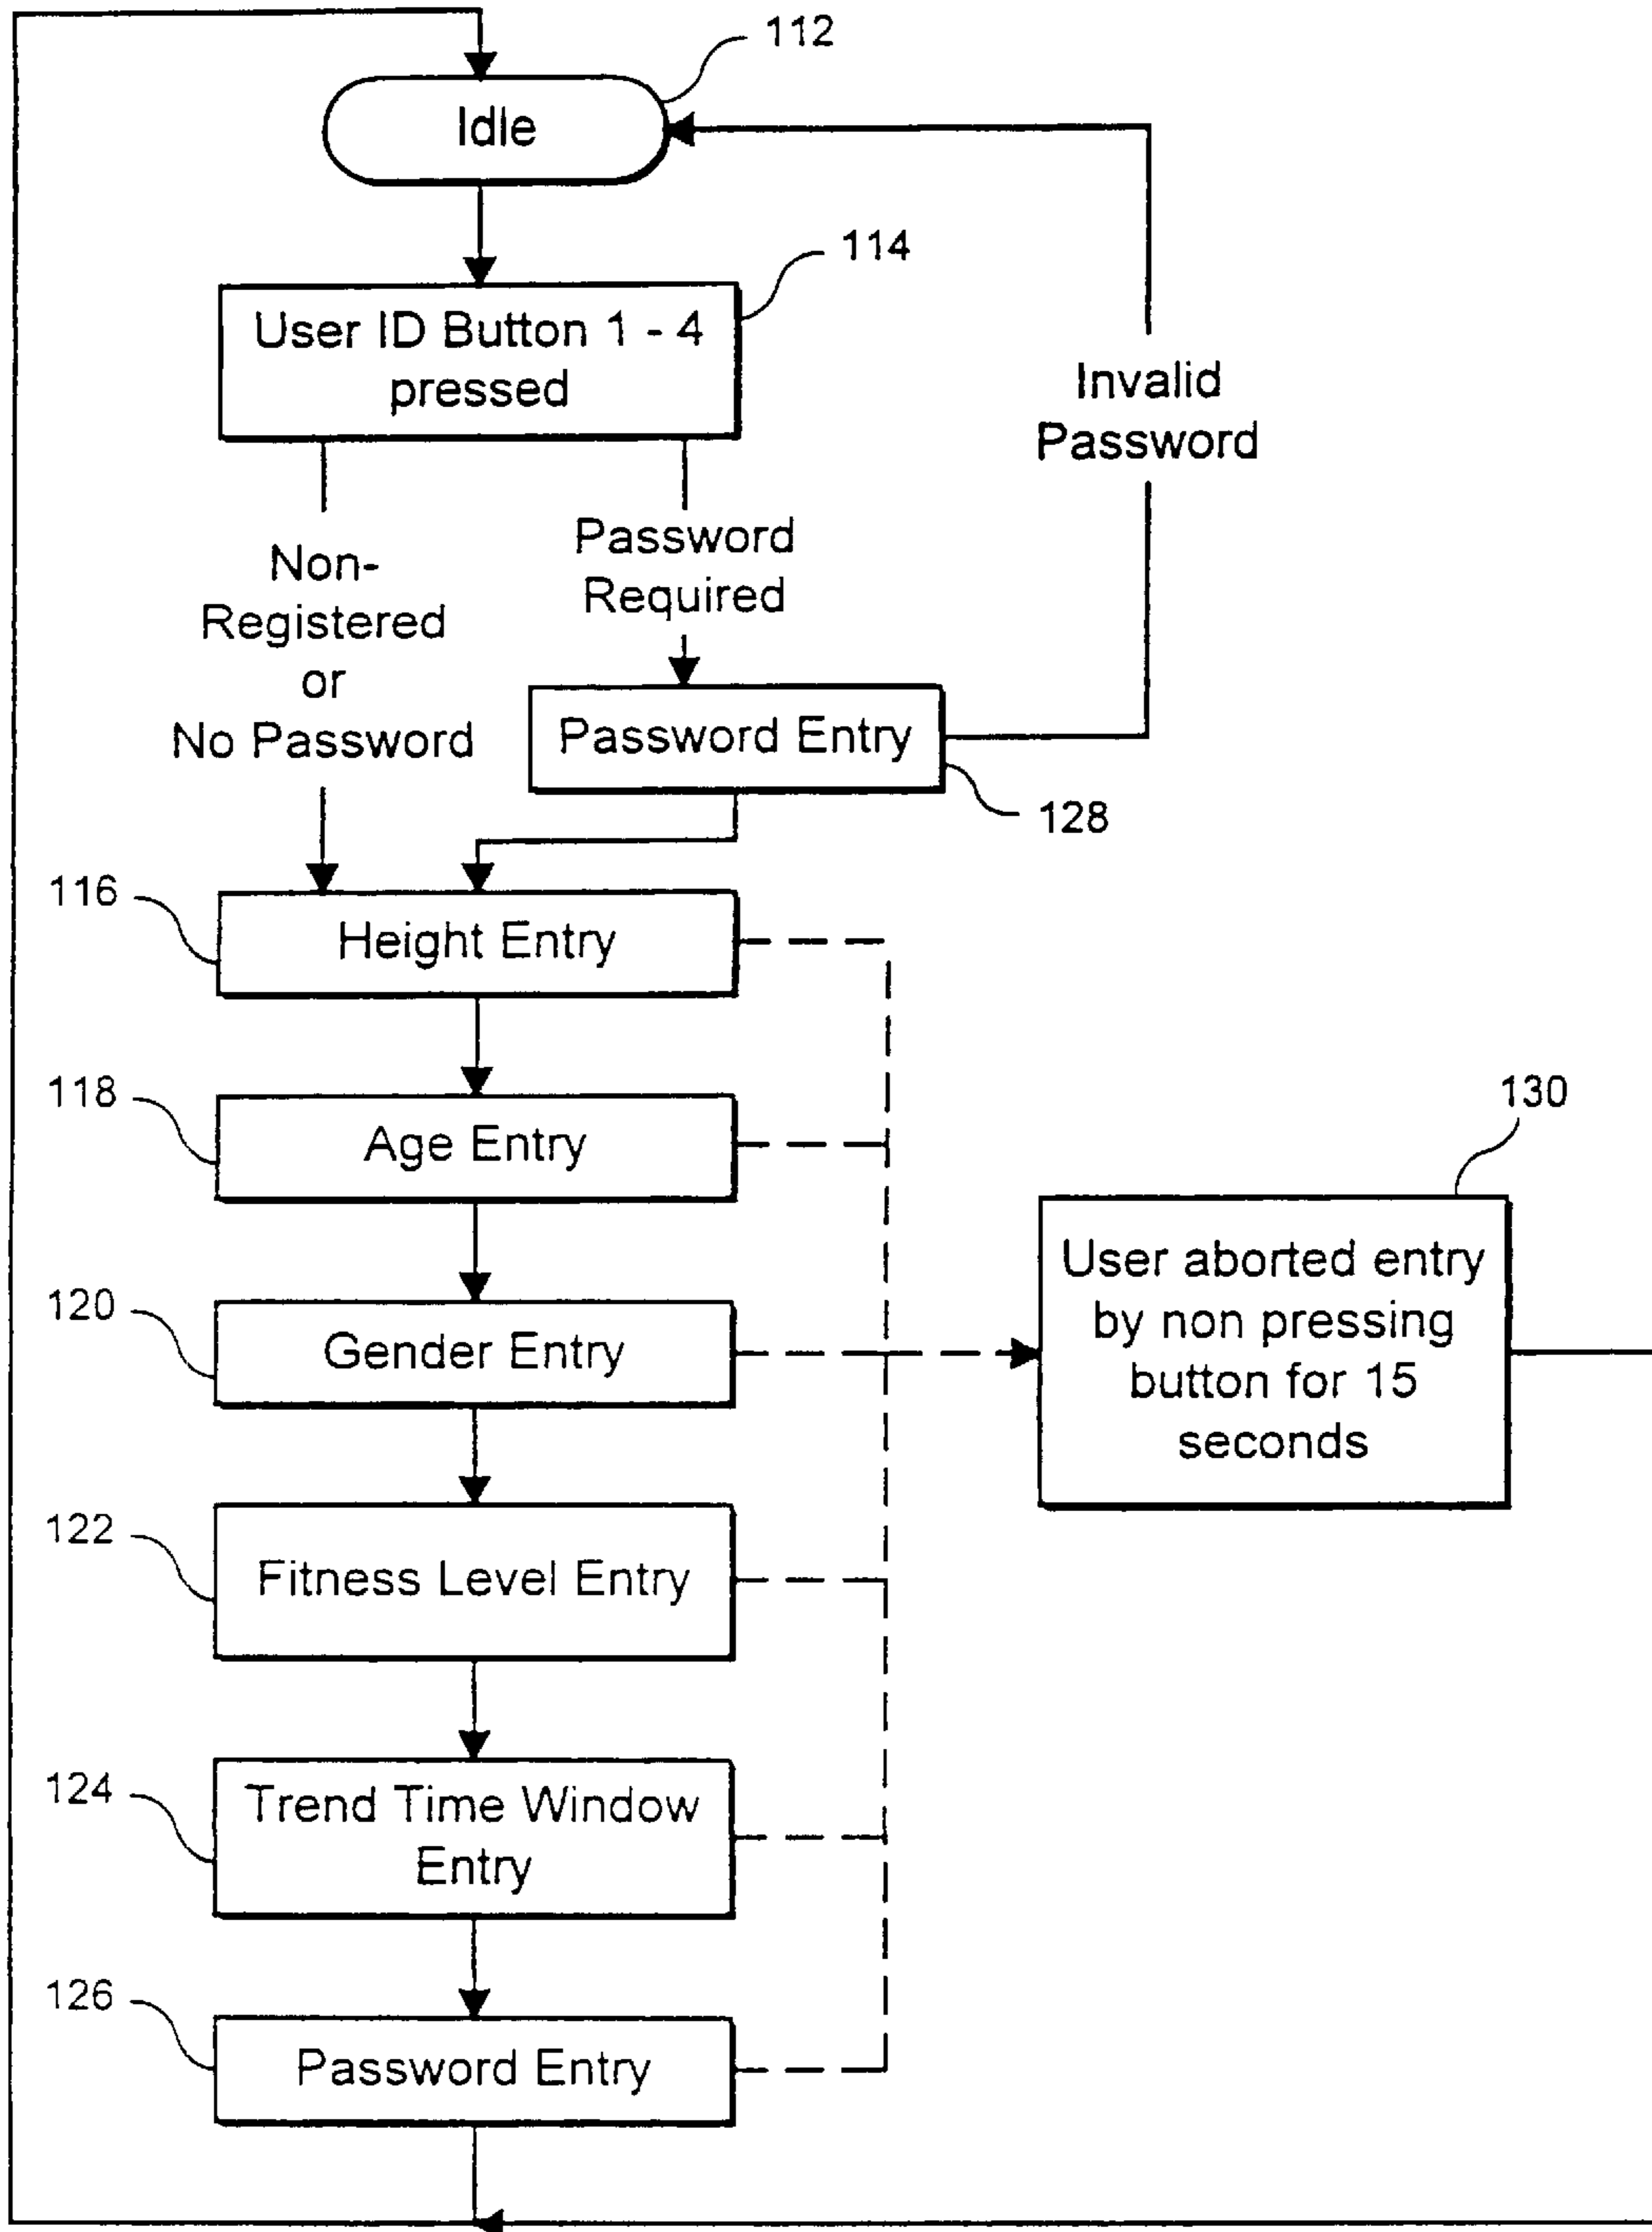 112
Idle
114
User ID Button 1 - 4
pressed
Invalid
Password
Non-
Registered
or
No Password
Password
Required
Password Entry
128
116
Height Entry
118
Age Entry
130
User aborted entry
by non pressing
button for 15
seconds
120
Gender Entry
122
Fitness Level Entry
124
Trend Time Window
Entry
126
Password Entry